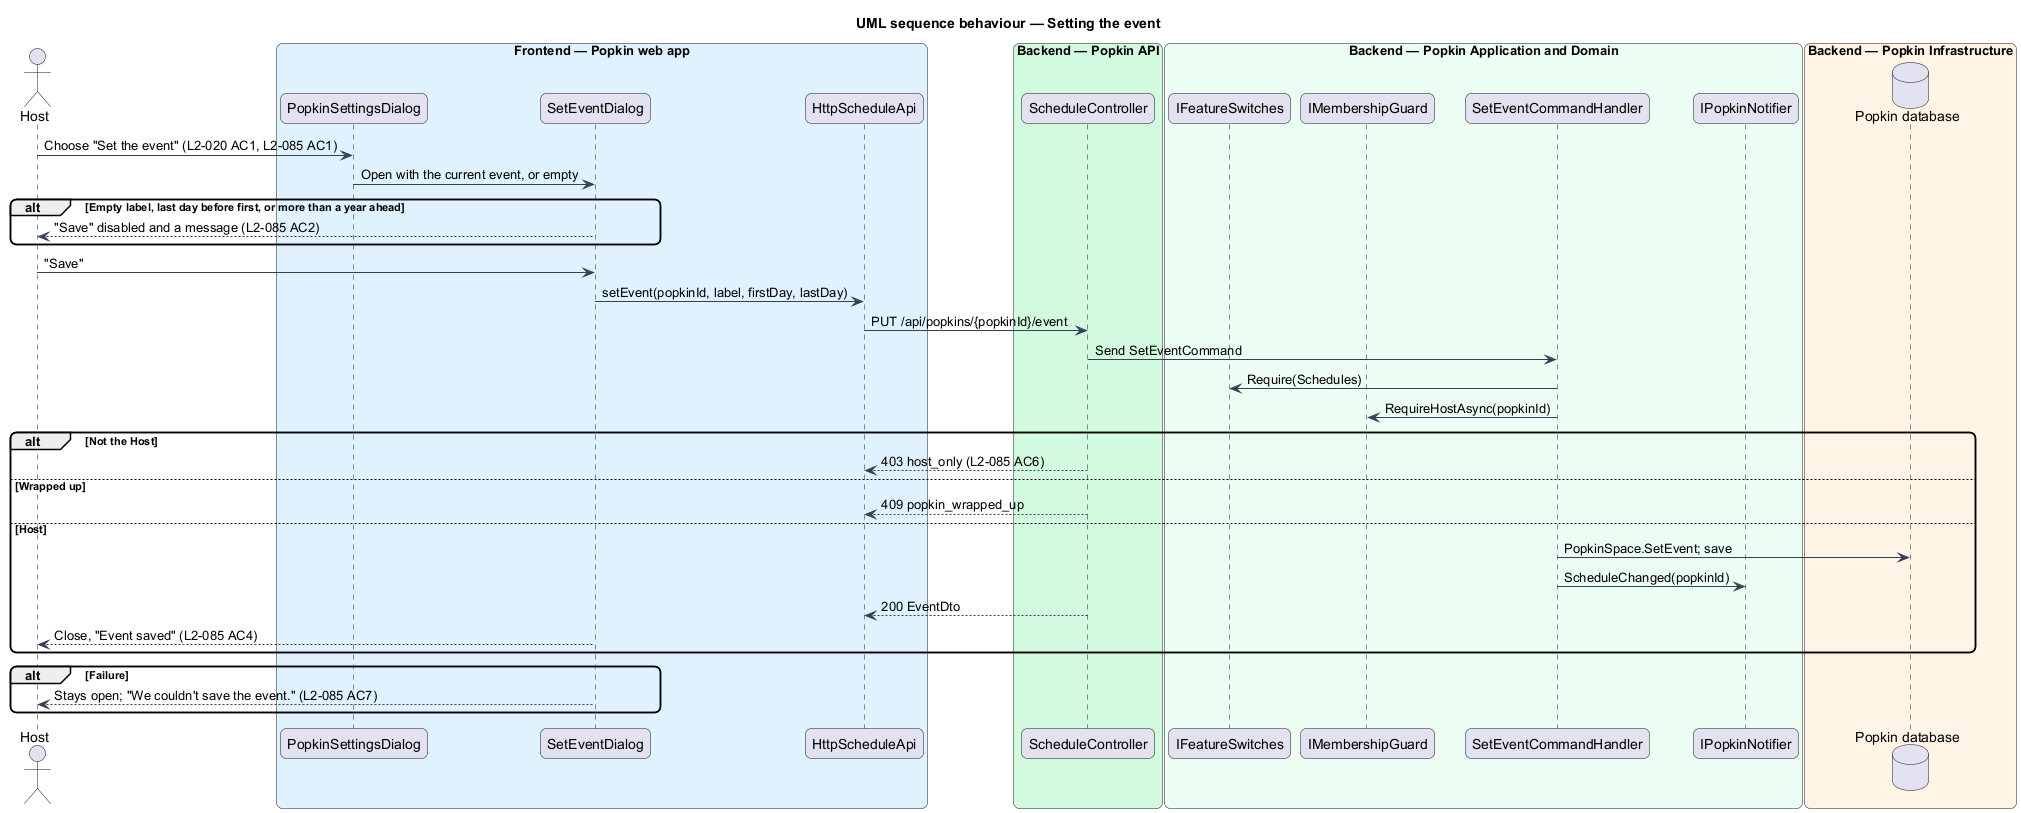 UML sequence behaviour — Setting the event
Frontend — Popkin web app
Backend — Popkin API
Backend — Popkin Application and Domain
Backend — Popkin Infrastructure
Host
PopkinSettingsDialog
SetEventDialog
HttpScheduleApi
ScheduleController
IFeatureSwitches
IMembershipGuard
SetEventCommandHandler
IPopkinNotifier
Popkin database
Choose "Set the event" (L2-020 AC1, L2-085 AC1)
Open with the current event, or empty
alt
[Empty label, last day before first, or more than a year ahead]
"Save" disabled and a message (L2-085 AC2)
"Save"
setEvent(popkinId, label, firstDay, lastDay)
PUT /api/popkins/{popkinId}/event
Send SetEventCommand
Require(Schedules)
RequireHostAsync(popkinId)
alt
[Not the Host]
403 host_only (L2-085 AC6)
[Wrapped up]
409 popkin_wrapped_up
[Host]
PopkinSpace.SetEvent; save
ScheduleChanged(popkinId)
200 EventDto
Close, "Event saved" (L2-085 AC4)
alt
[Failure]
Stays open; "We couldn't save the event." (L2-085 AC7)
Host
PopkinSettingsDialog
SetEventDialog
HttpScheduleApi
ScheduleController
IFeatureSwitches
IMembershipGuard
SetEventCommandHandler
IPopkinNotifier
Popkin database